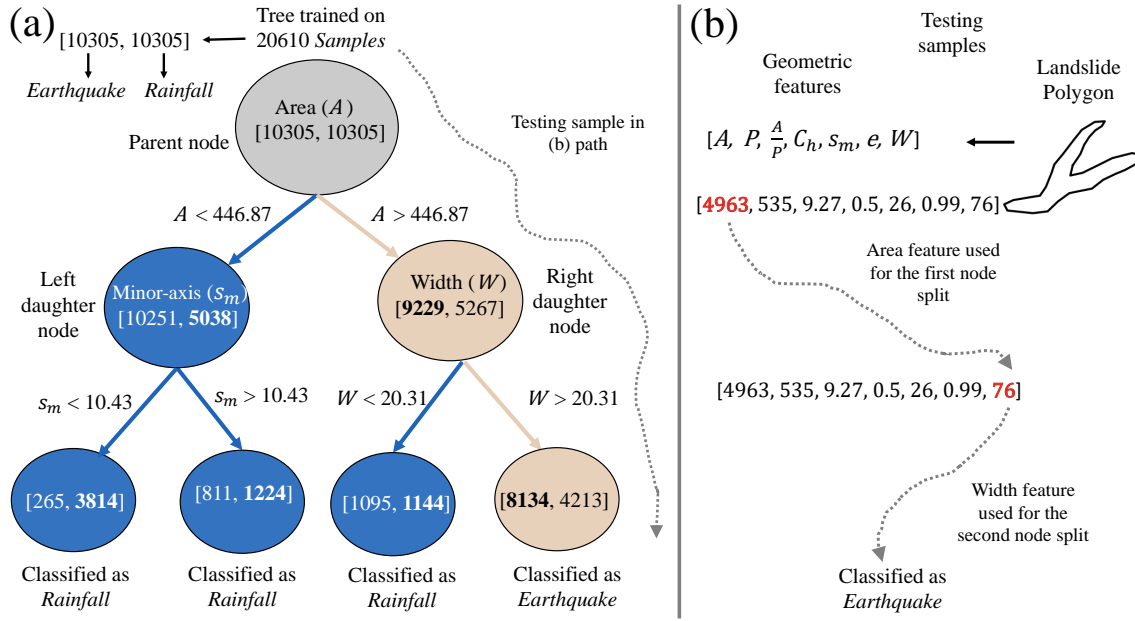 (a)
Tree trained on
20610 Samples
[10305, 10305]
Earthquake Rainfall
Area (A)
[10305, 10305]
Parent node
Testing sample in
(b) path
A < 446.87
A > 446.87
Left
daughter
node
Minor-axis (s_m)
[10251, 5038]
Width (W)
[9229, 5267]
Right
daughter
node
s_m < 10.43
s_m > 10.43
W < 20.31
W > 20.31
[265, 3814]
[811, 1224]
[1095, 1144]
[8134, 4213]
Classified as
Rainfall
Classified as
Rainfall
Classified as
Rainfall
Classified as
Earthquake
(b)
Testing
samples
Geometric
features
Landslide
Polygon
[A, P, A/P, C_h, s_m, e, W]
[4963, 535, 9.27, 0.5, 26, 0.99, 76]
Area feature used
for the first node
split
[4963, 535, 9.27, 0.5, 26, 0.99, 76]
Width feature
used for the
second node split
Classified as
Earthquake